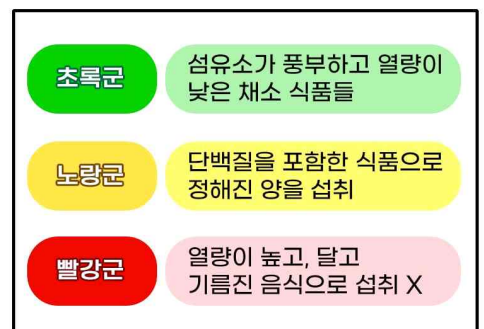 초록군
섬유소가 풍부하고 열량이
낮은 채소 식품들
노랑군
단백질을 포함한 식품으로
정해진 양을 섭취
빨강군
열량이 높고, 달고
기름진 음식으로 섭취 X